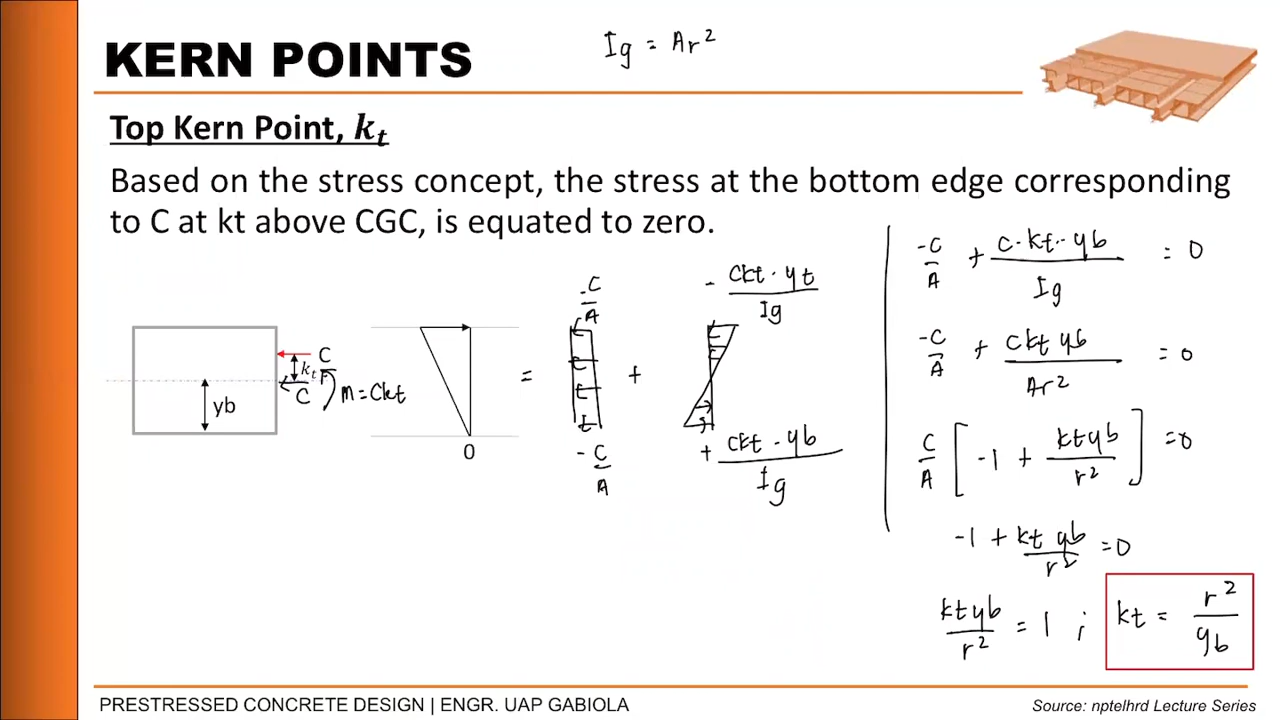 KERN POINTS
Ig = Ar²
Top Kern Point, kt
Based on the stress concept, the stress at the bottom edge corresponding
to C at kt above CGC, is equated to zero.
-C/A
- Ckt · yt / Ig
C
kt
C
M = Ckt
yb
0
=
+
- C/A
+ Ckt · yb / Ig
-C/A + C·kt·yb / Ig = 0
-C/A + Ckt yb / Ar² = 0
C/A [ -1 + kt yb / r² ] = 0
-1 + kt yb / r² = 0
kt yb / r² = 1 ; kt = r² / yb
PRESTRESSED CONCRETE DESIGN | ENGR. UAP GABIOLA
Source: nptelhrd Lecture Series